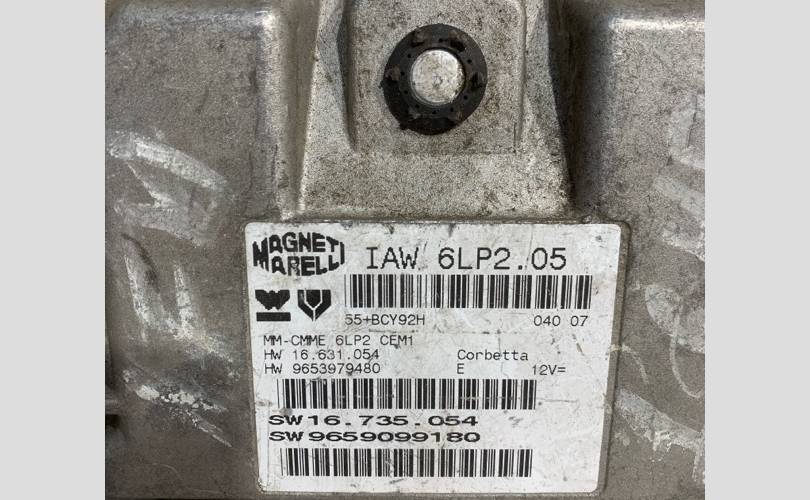 MAGNETI MARELLI
IAW 6LP2.05
55+BCY92H 040 07
MM-CMME 6LP2 CEM1
HW 16.631.054 Corbetta
HW 9653979480 E 12V=
SW16.735.054
SW9659099180